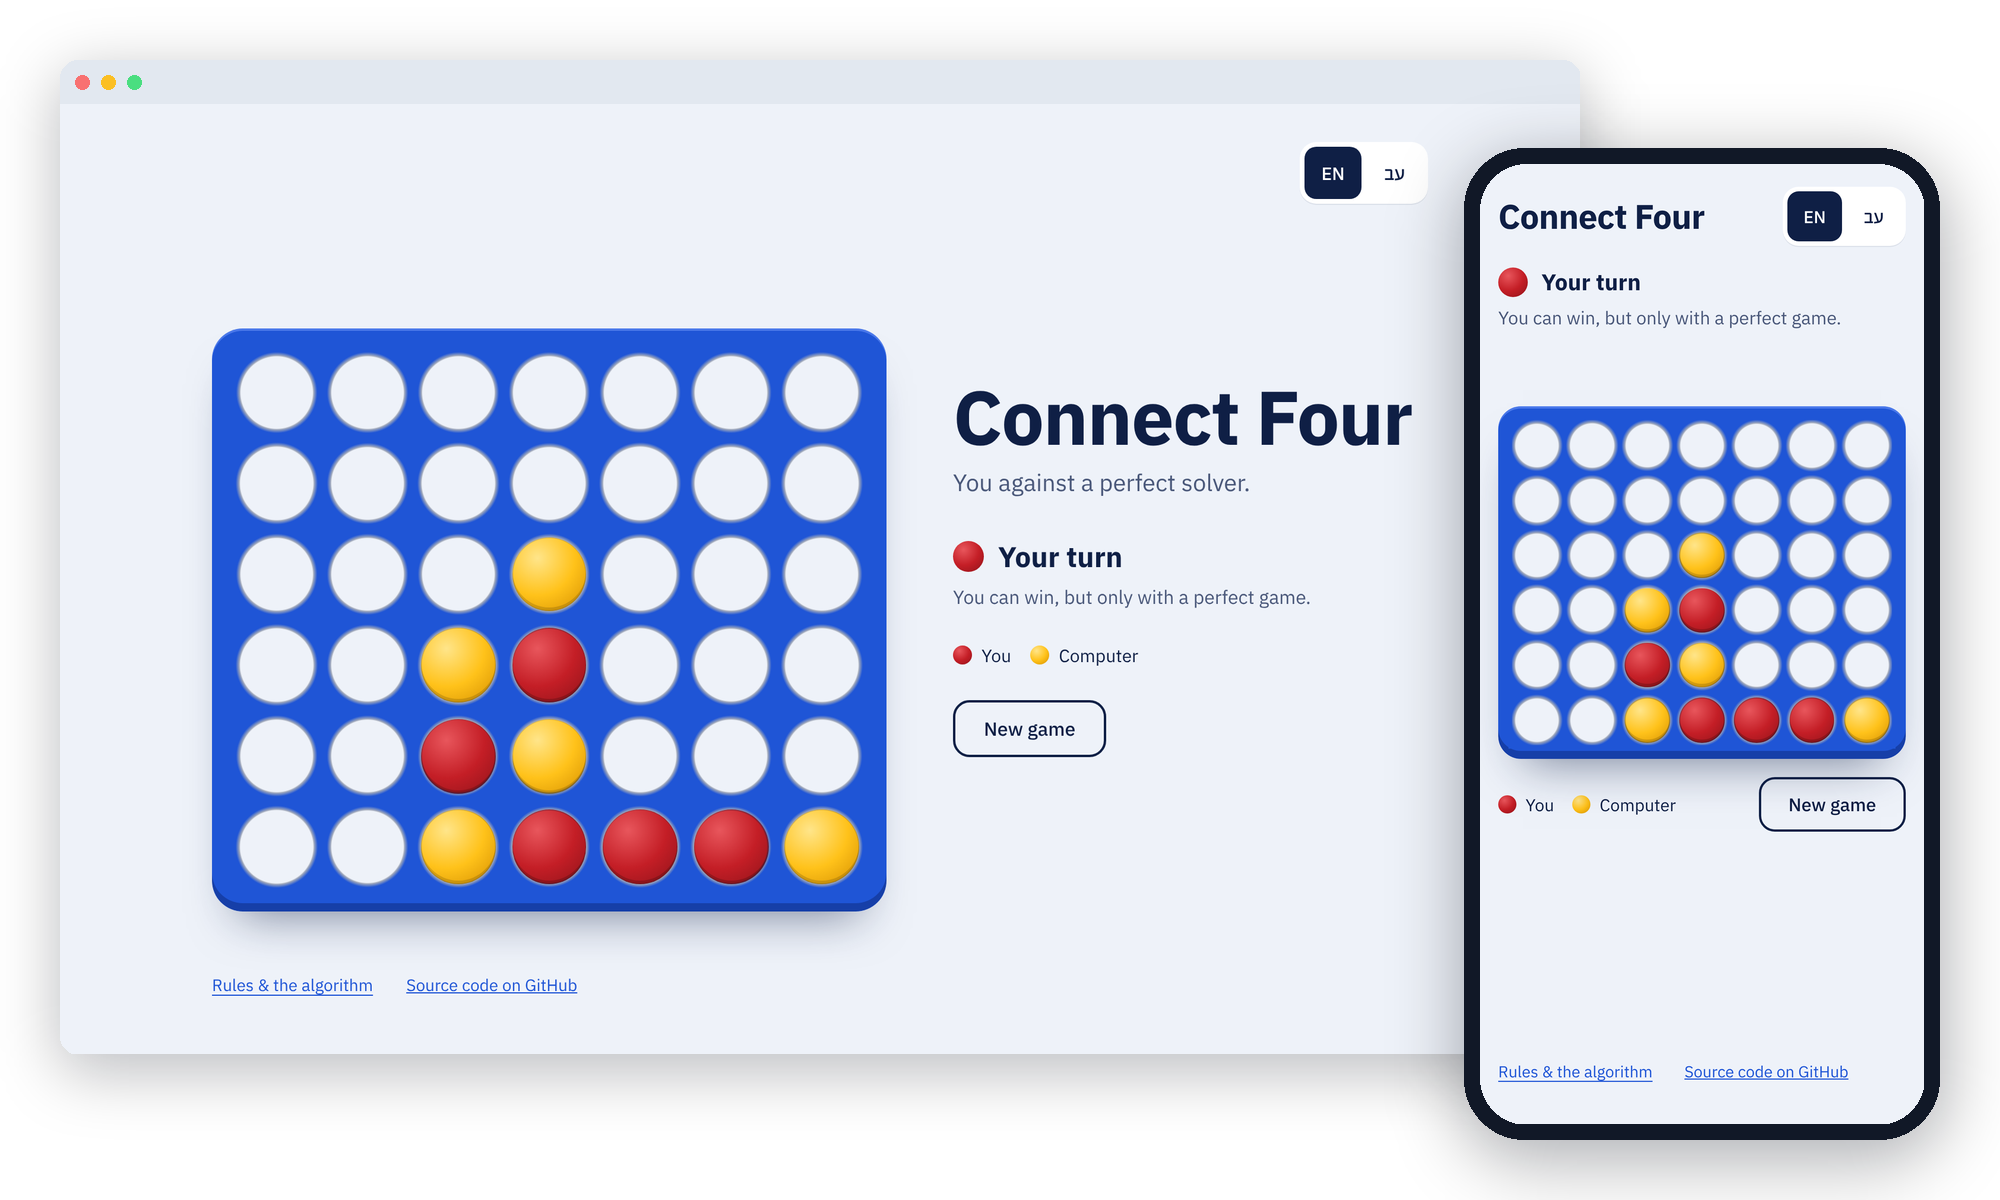 EN עב
Connect Four
You against a perfect solver.
Your turn
You can win, but only with a perfect game.
You Computer
New game
Rules & the algorithm Source code on GitHub
Connect Four EN עב
Your turn
You can win, but only with a perfect game.
You Computer New game
Rules & the algorithm Source code on GitHub